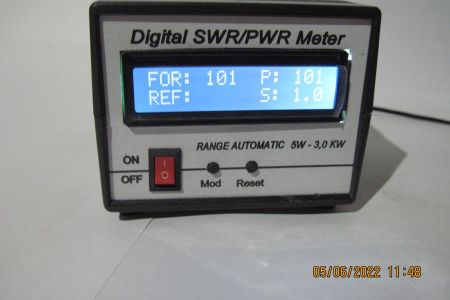 Digital SWR/PWR Meter
FOR: 101 P: 101
REF: S: 1.0
RANGE AUTOMATIC 5W - 3,0 KW
ON
OFF
Mod Reset
05/06/2022 11:48